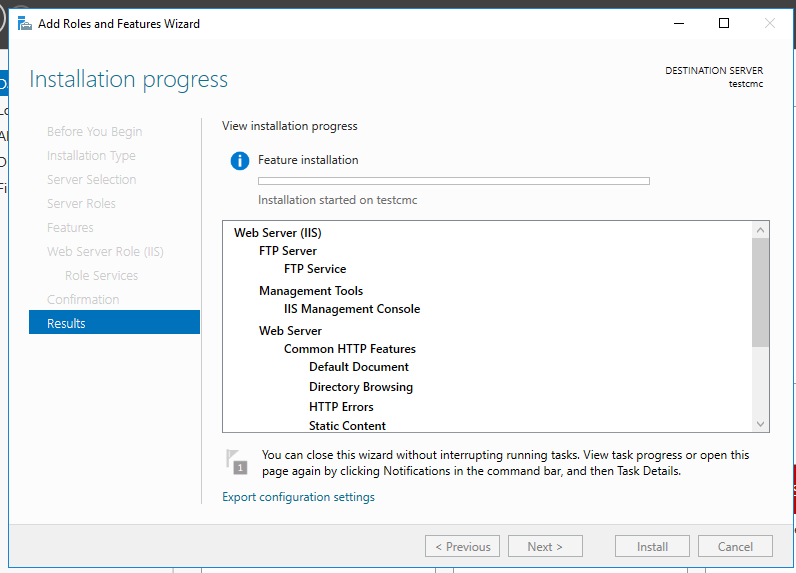 Add Roles and Features Wizard
Installation progress
DESTINATION SERVER
testcmc
Before You Begin
Installation Type
Server Selection
Server Roles
Features
Web Server Role (IIS)
Role Services
Confirmation
Results
View installation progress
Feature installation
Installation started on testcmc
Web Server (IIS)
FTP Server
FTP Service
Management Tools
IIS Management Console
Web Server
Common HTTP Features
Default Document
Directory Browsing
HTTP Errors
Static Content
1
You can close this wizard without interrupting running tasks. View task progress or open this
page again by clicking Notifications in the command bar, and then Task Details.
Export configuration settings
< Previous
Next >
Install
Cancel